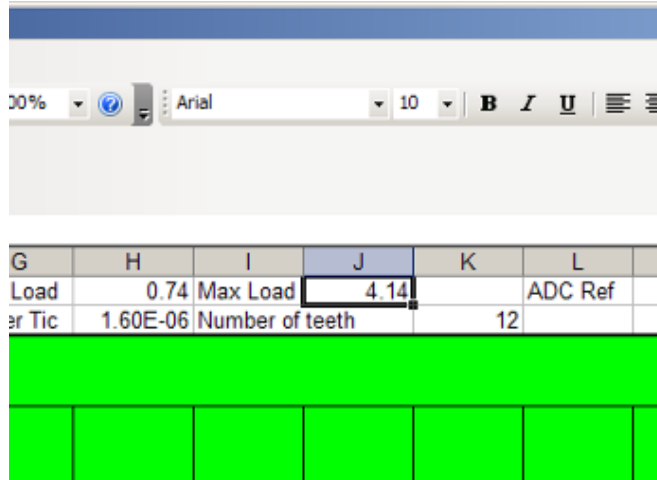 00% Arial 10 B I U
G H I J K L
Load 0.74 Max Load 4.14 ADC Ref
er Tic 1.60E-06 Number of teeth 12